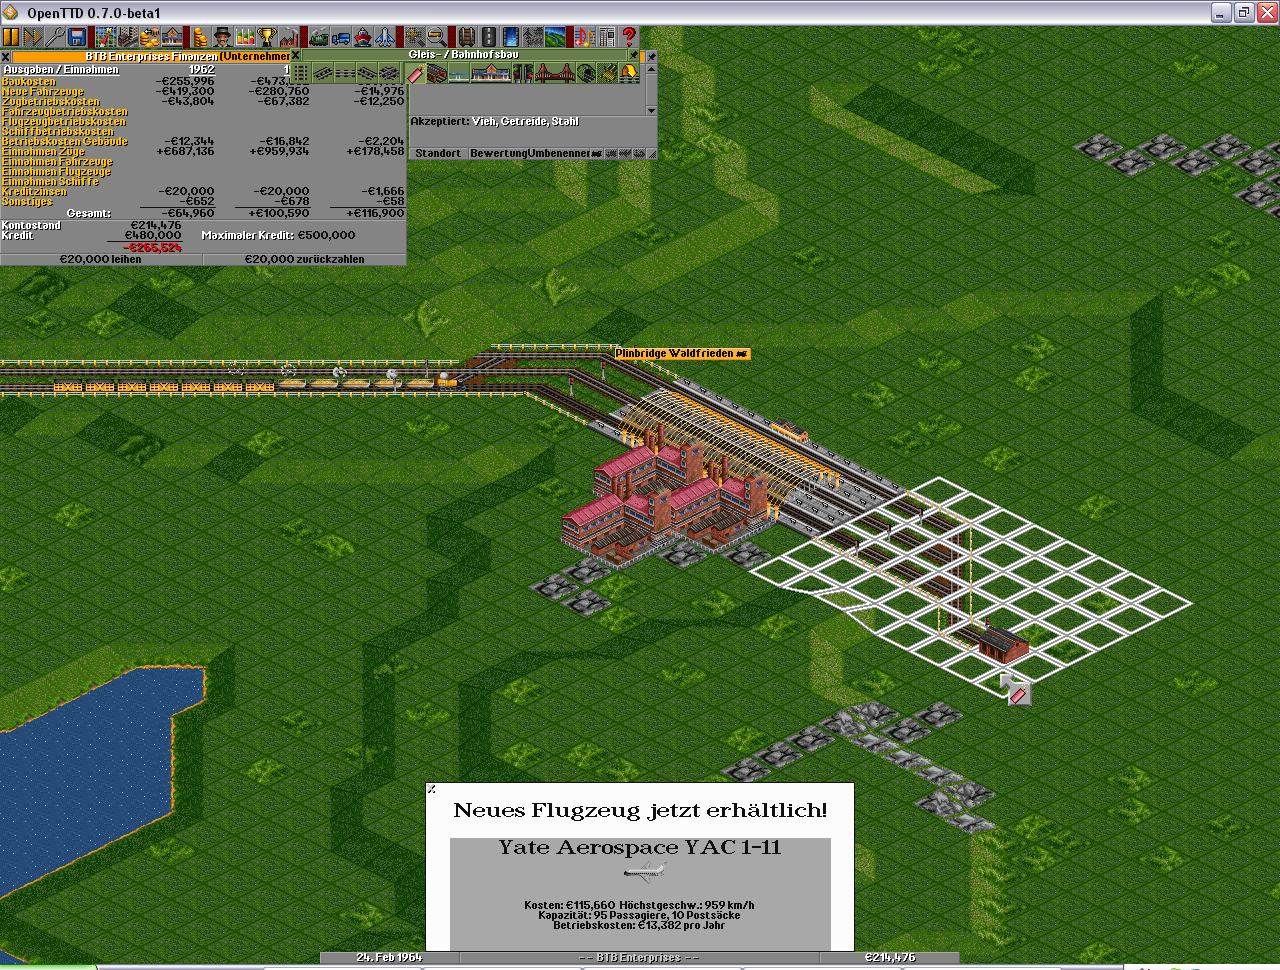 OpenTTD 0.7.0-beta1
BTB Enterprises Finanzen (Unternehmer
Gleis- / Bahnhofsbau
Ausgaben / Einnahmen 1962 1
Baukosten -€255,996 -€473,
Neue Fahrzeuge -€419,300 -€280,760 -€14,976
Zugbetriebskosten -€43,804 -€67,382 -€12,250
Fahrzeugbetriebskosten
Flugzeugbetriebskosten
Schiffbetriebskosten
Betriebskosten Gebäude -€12,344 -€16,842 -€2,204
Einnahmen Züge +€687,136 +€959,934 +€178,458
Einnahmen Fahrzeuge
Einnahmen Flugzeuge
Einnahmen Schiffe
Kreditzinsen -€20,000 -€20,000 -€1,666
Sonstiges -€652 -€678 -€58
Gesamt: -€64,960 +€100,590 +€116,900
Kontostand €214,476
Kredit €480,000 Maximaler Kredit: €500,000
-€265,524
€20,000 leihen €20,000 zurückzahlen
Akzeptiert: Vieh, Getreide, Stahl
Standort Bewertung Umbenennen
Plinbridge Waldfrieden
Neues Flugzeug jetzt erhältlich!
Yate Aerospace YAC 1-11
Kosten: €115,660 Höchstgeschw.: 959 km/h
Kapazität: 95 Passagiere, 10 Postsäcke
Betriebskosten: €13,382 pro Jahr
24. Feb 1964 -- BTB Enterprises -- €214,476